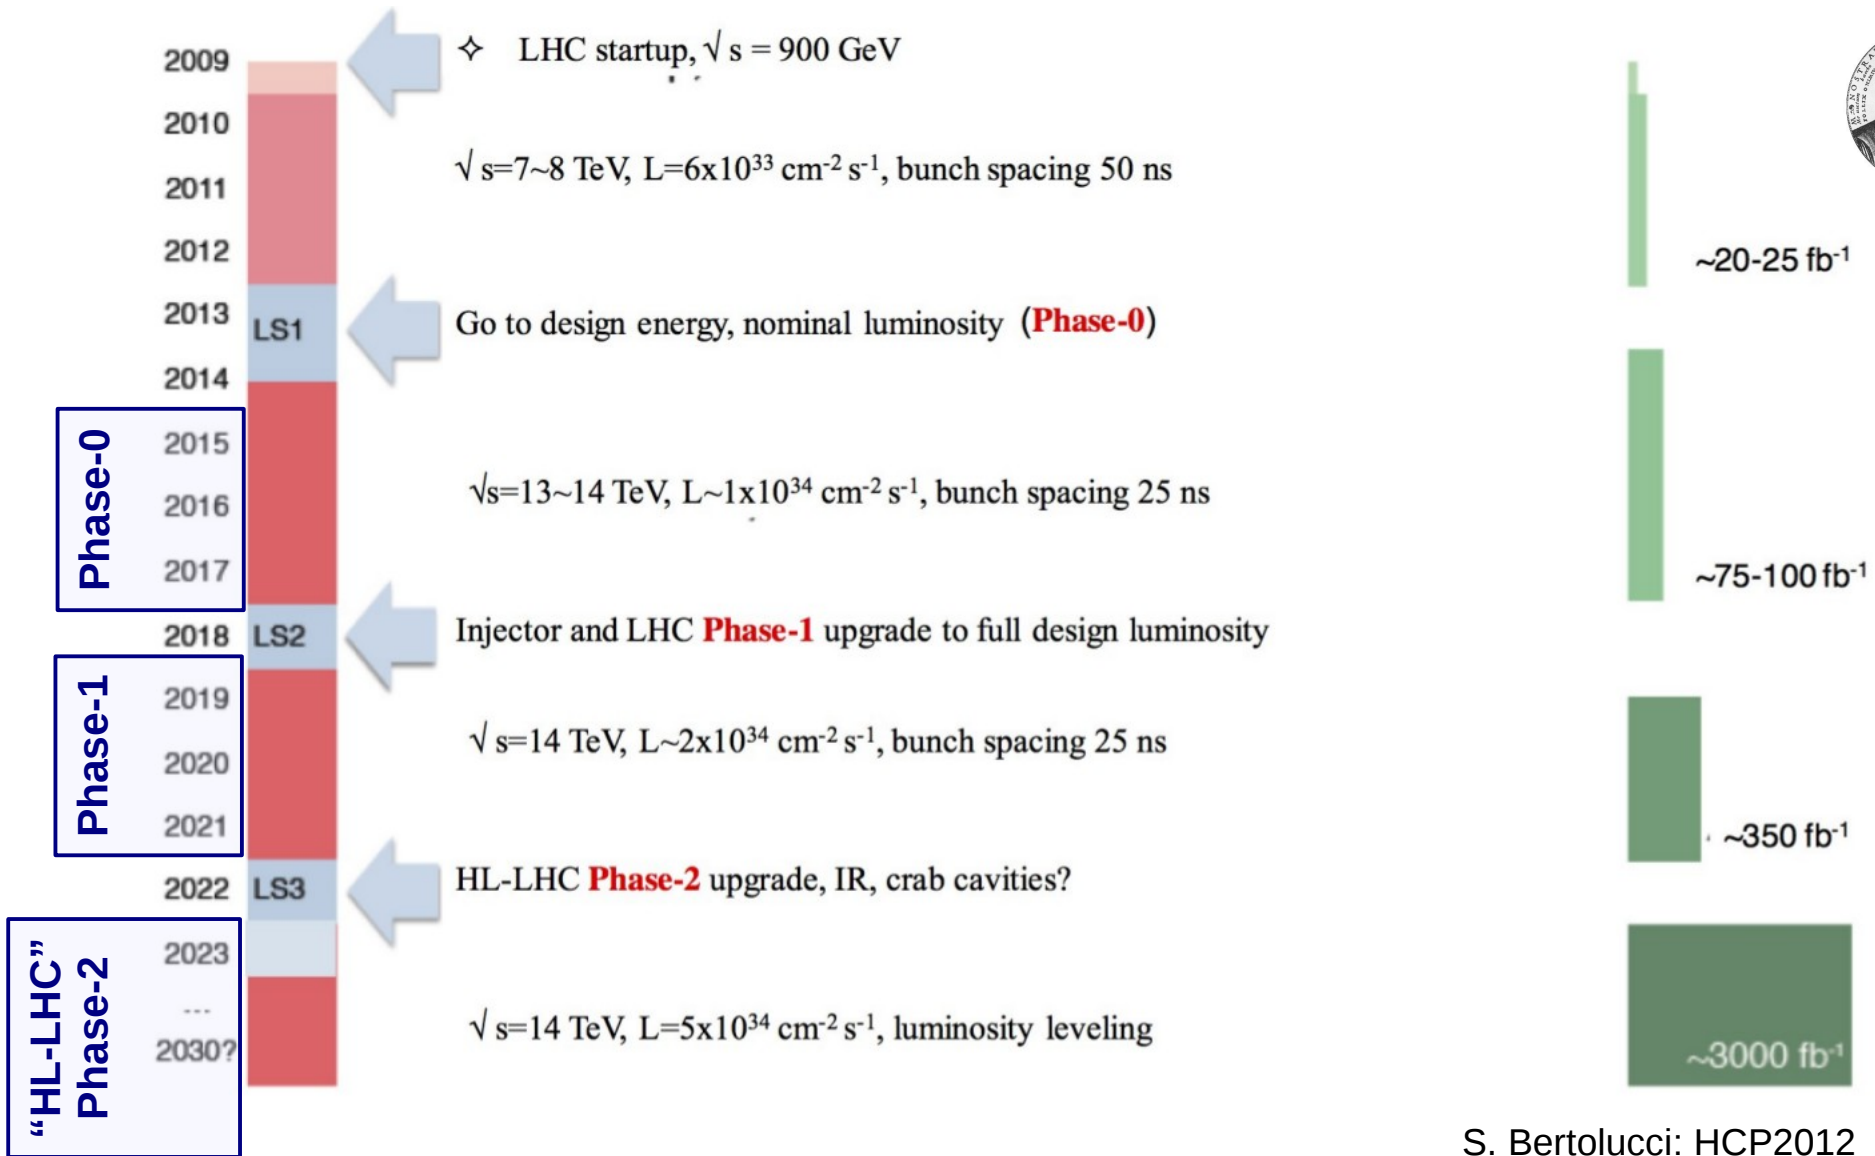 2009
✧ LHC startup, √ s = 900 GeV
2010
√ s=7~8 TeV, L=6x10³³ cm⁻² s⁻¹, bunch spacing 50 ns
2011
2012
~20-25 fb⁻¹
2013
LS1
Go to design energy, nominal luminosity (Phase-0)
2014
Phase-0
2015
√s=13~14 TeV, L~1x10³⁴ cm⁻² s⁻¹, bunch spacing 25 ns
2016
2017
~75-100 fb⁻¹
2018
LS2
Injector and LHC Phase-1 upgrade to full design luminosity
Phase-1
2019
√ s=14 TeV, L~2x10³⁴ cm⁻² s⁻¹, bunch spacing 25 ns
2020
2021
~350 fb⁻¹
2022
LS3
HL-LHC Phase-2 upgrade, IR, crab cavities?
“HL-LHC”
Phase-2
2023
---
√ s=14 TeV, L=5x10³⁴ cm⁻² s⁻¹, luminosity leveling
2030?
~3000 fb⁻¹
S. Bertolucci: HCP2012